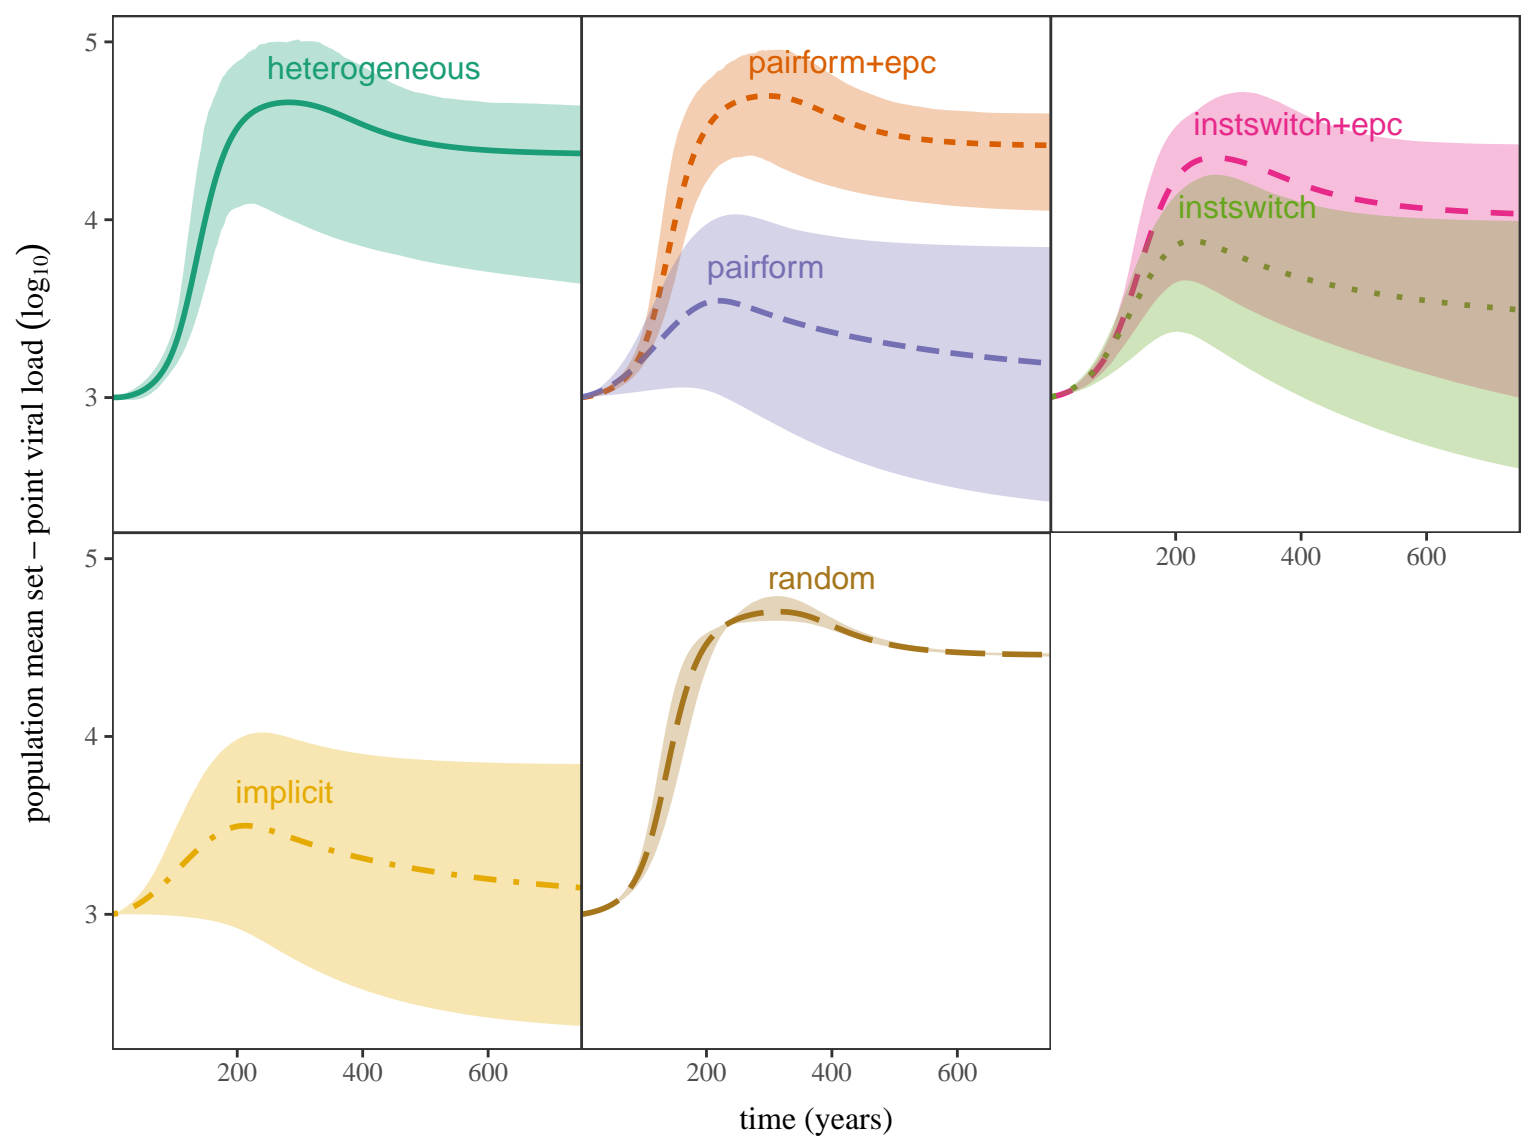 population mean set − point viral load (log10)
5
4
3
heterogeneous
pairform+epc
pairform
instswitch+epc
instswitch
200 400 600
5
4
3
implicit
random
200 400 600
200 400 600
time (years)